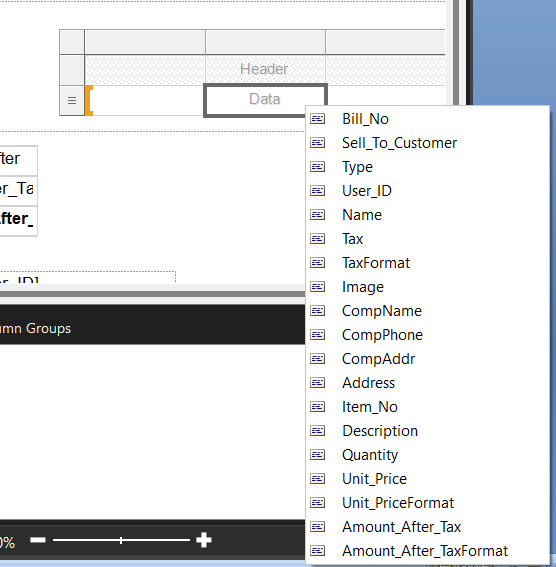 Header
Data
Bill_No
Sell_To_Customer
Type
User_ID
Name
Tax
TaxFormat
Image
CompName
CompPhone
CompAddr
Address
Item_No
Description
Quantity
Unit_Price
Unit_PriceFormat
Amount_After_Tax
Amount_After_TaxFormat
fter
er_Ta
After_
er_ID]
umn Groups
0%